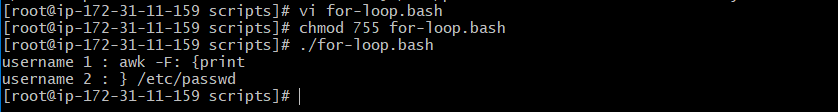 [root@ip-172-31-11-159 scripts]# vi for-loop.bash
[root@ip-172-31-11-159 scripts]# chmod 755 for-loop.bash
[root@ip-172-31-11-159 scripts]# ./for-loop.bash
username 1 : awk -F: {print
username 2 : } /etc/passwd
[root@ip-172-31-11-159 scripts]#